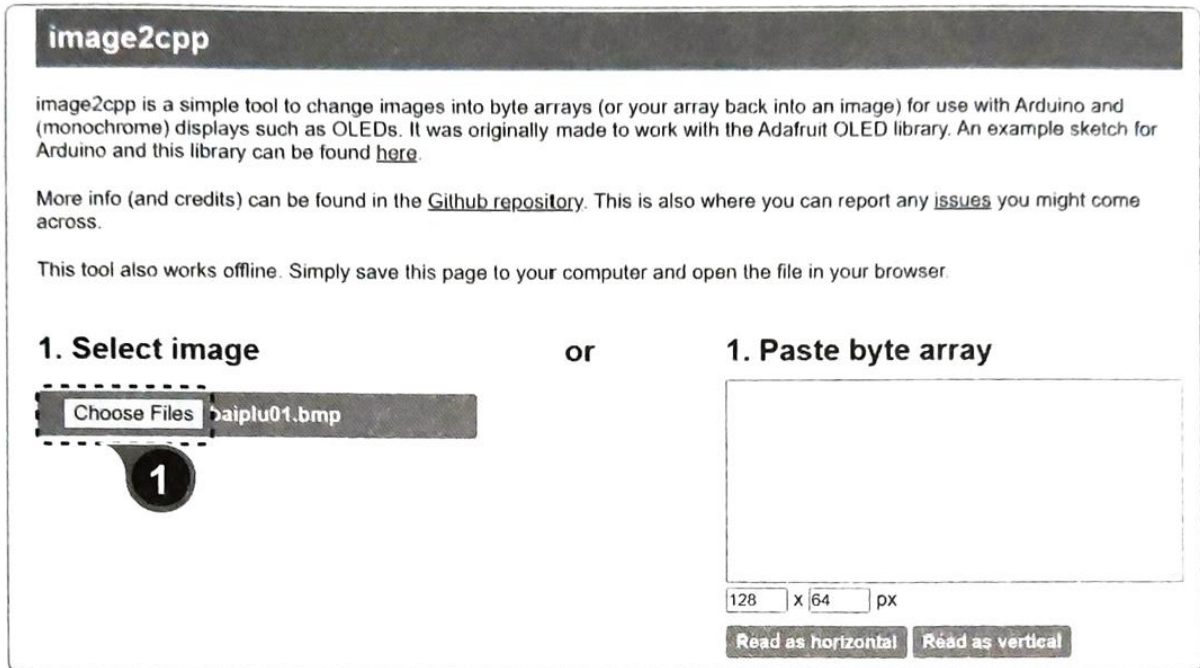 image2cpp
image2cpp is a simple tool to change images into byte arrays (or your array back into an image) for use with Arduino and
(monochrome) displays such as OLEDs. It was originally made to work with the Adafruit OLED library. An example sketch for
Arduino and this library can be found here.
More info (and credits) can be found in the Github repository. This is also where you can report any issues you might come
across.
This tool also works offline. Simply save this page to your computer and open the file in your browser.
1. Select image
or
1. Paste byte array
Choose Files baiplu01.bmp
1
128 x 64 px
Read as horizontal Read as vertical